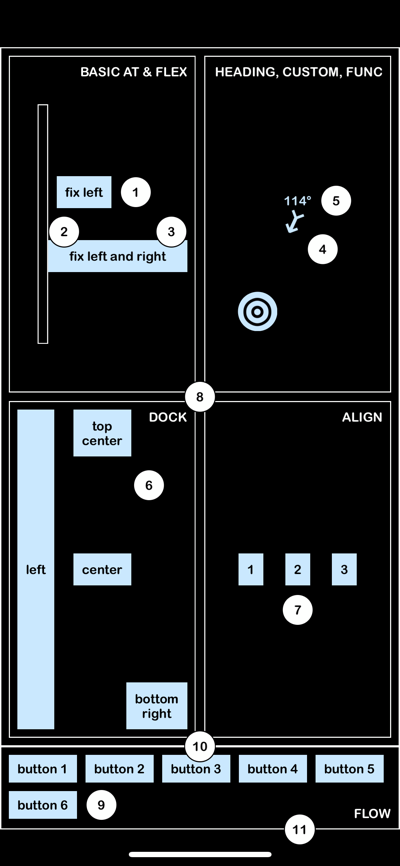 BASIC AT & FLEX
HEADING, CUSTOM, FUNC
fix left
1
114°
5
2
3
4
fix left and right
8
DOCK
ALIGN
top
center
6
left
center
1
2
3
7
bottom
right
10
button 1
button 2
button 3
button 4
button 5
button 6
9
FLOW
11